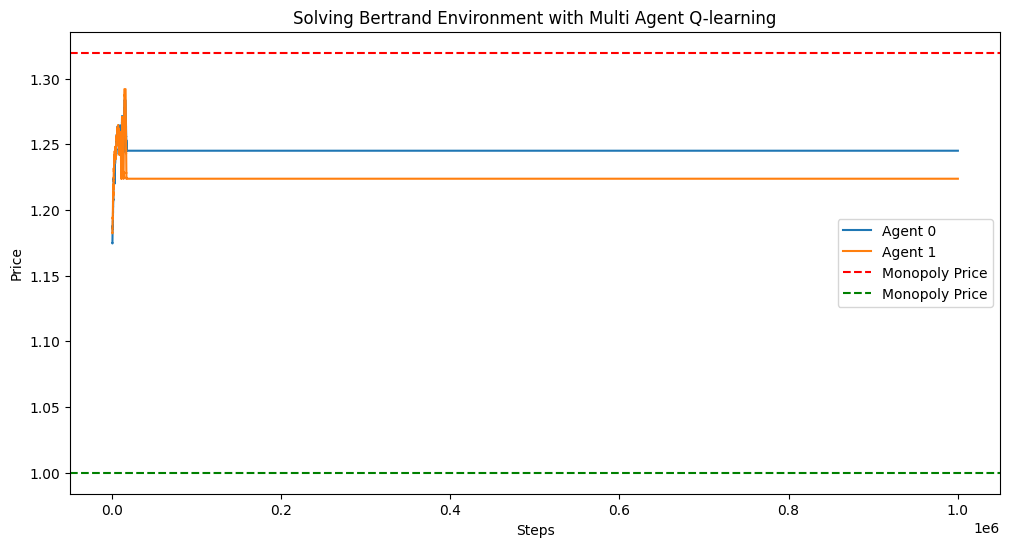 Solving Bertrand Environment with Multi Agent Q-learning
Price
1.30
1.25
1.20
1.15
1.10
1.05
1.00
Agent 0
Agent 1
Monopoly Price
Monopoly Price
0.0
0.2
0.4
0.6
0.8
1.0
1e6
Steps